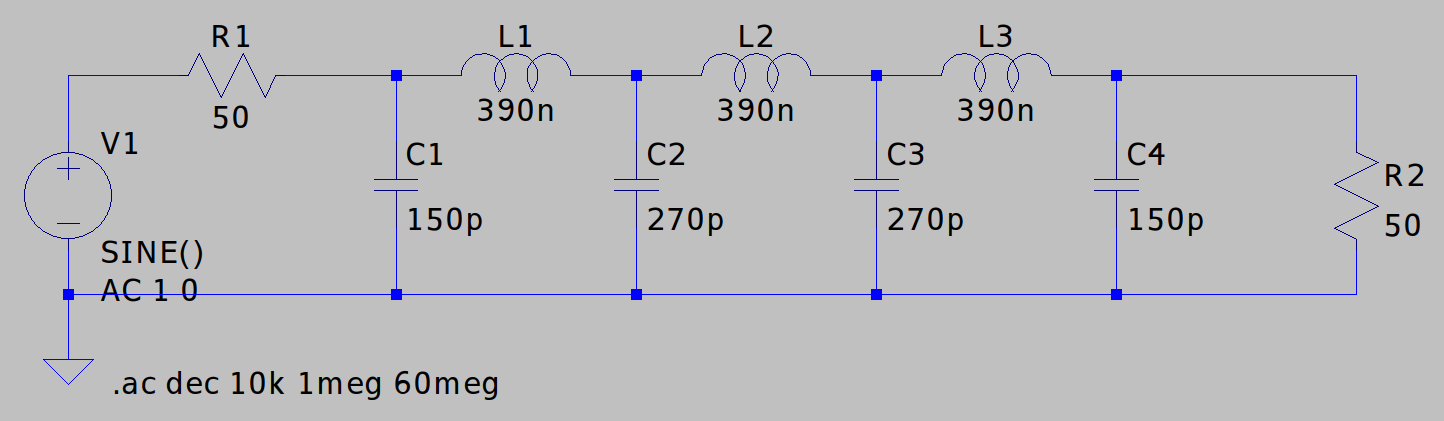 R1
L1
L2
L3
50
390n
390n
390n
V1
C1
C2
C3
C4
R2
150p
270p
270p
150p
50
SINE()
AC 1 0
.ac dec 10k 1meg 60meg